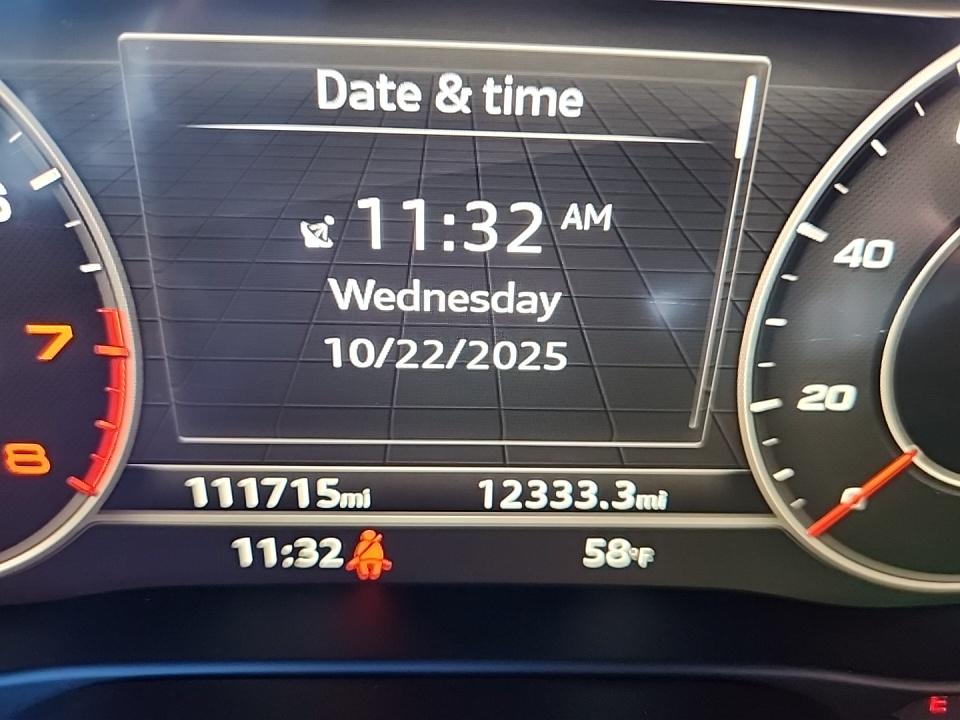 Date & time
11:32 AM
Wednesday
10/22/2025
7
8
40
20
0
111715mi 12333.3mi
11:32 58°F
E